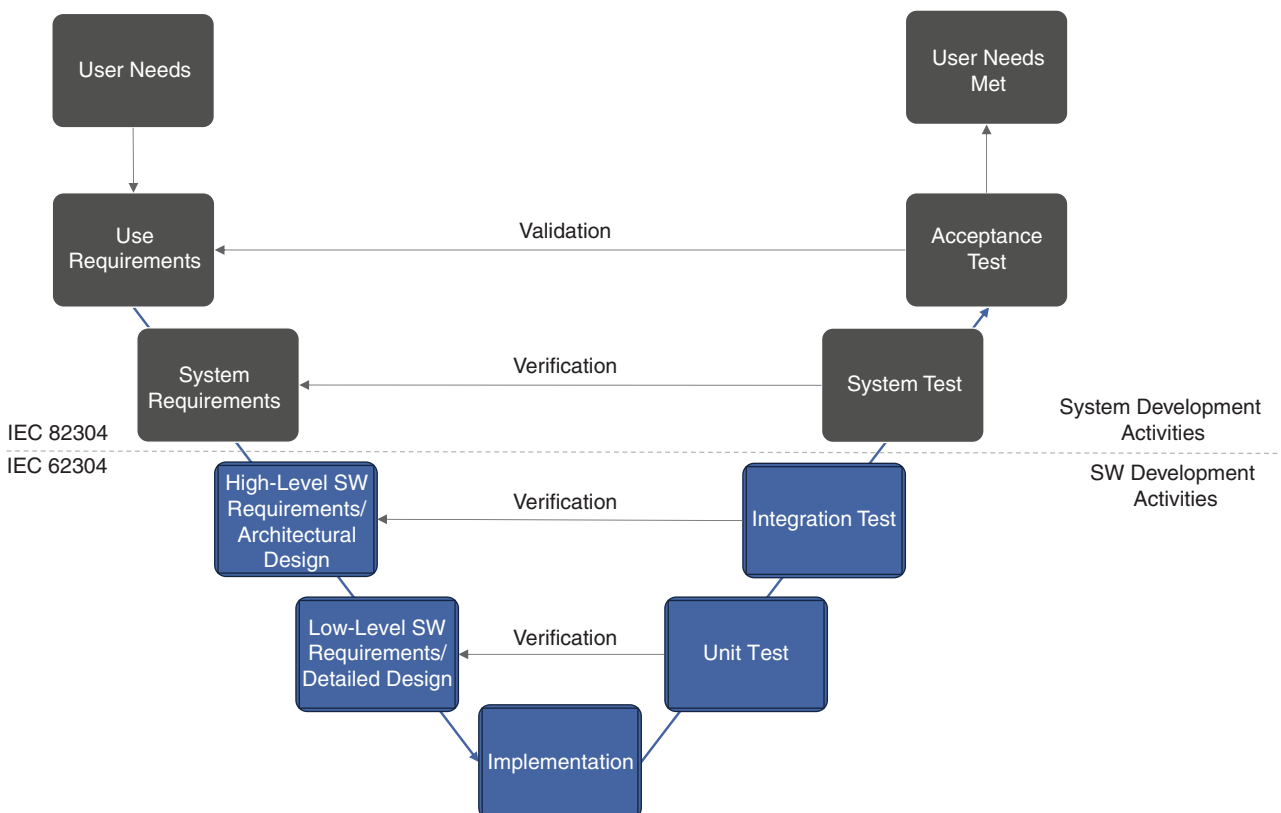 User Needs
User Needs
Met
Use
Requirements
Validation
Acceptance
Test
System
Requirements
Verification
System Test
System Development
Activities
IEC 82304
IEC 62304
SW Development
Activities
High-Level SW
Requirements/
Architectural
Design
Verification
Integration Test
Low-Level SW
Requirements/
Detailed Design
Verification
Unit Test
Implementation